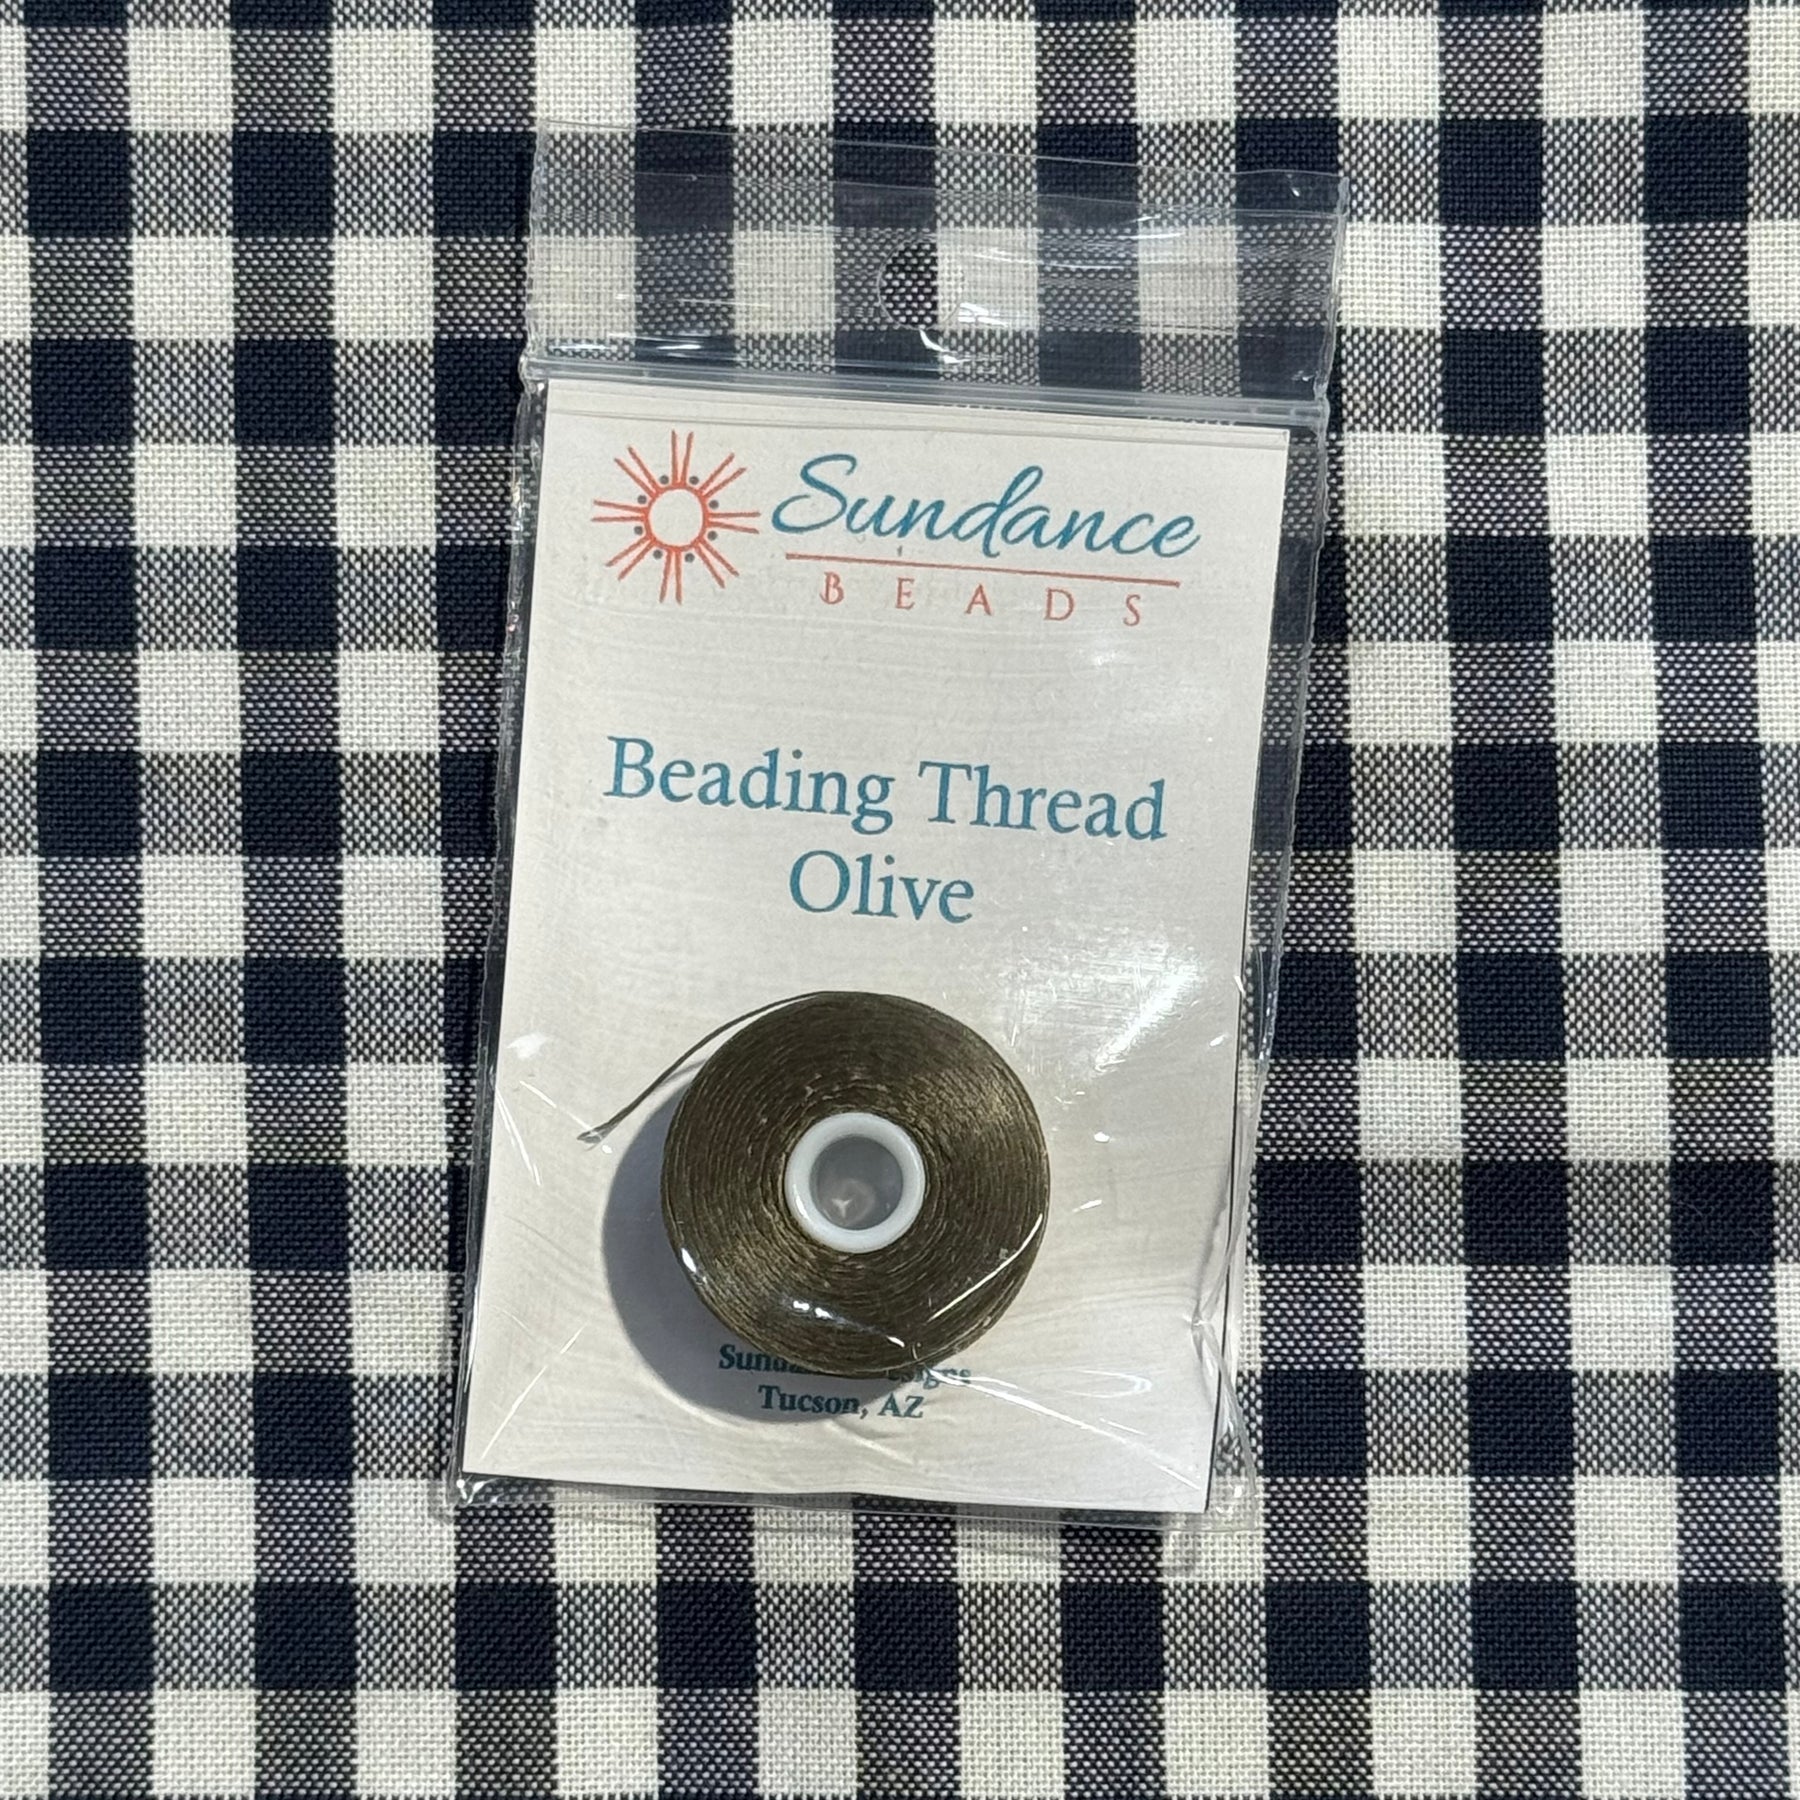 Sundance
BEADS
Beading Thread
Olive
Tucson, AZ